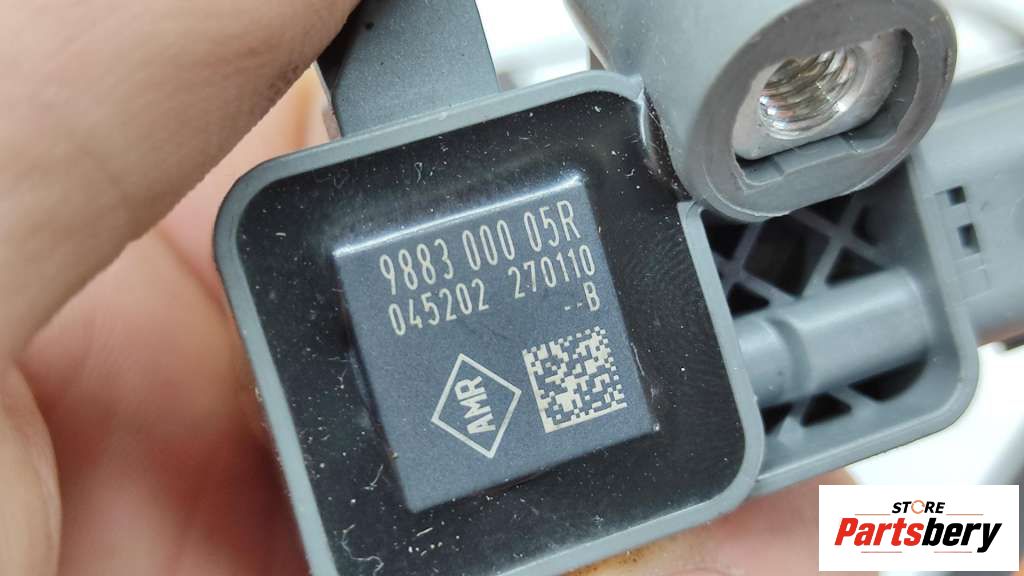 9883 000 05R
045202 270110
--B
AMR
STORE
Partsbery